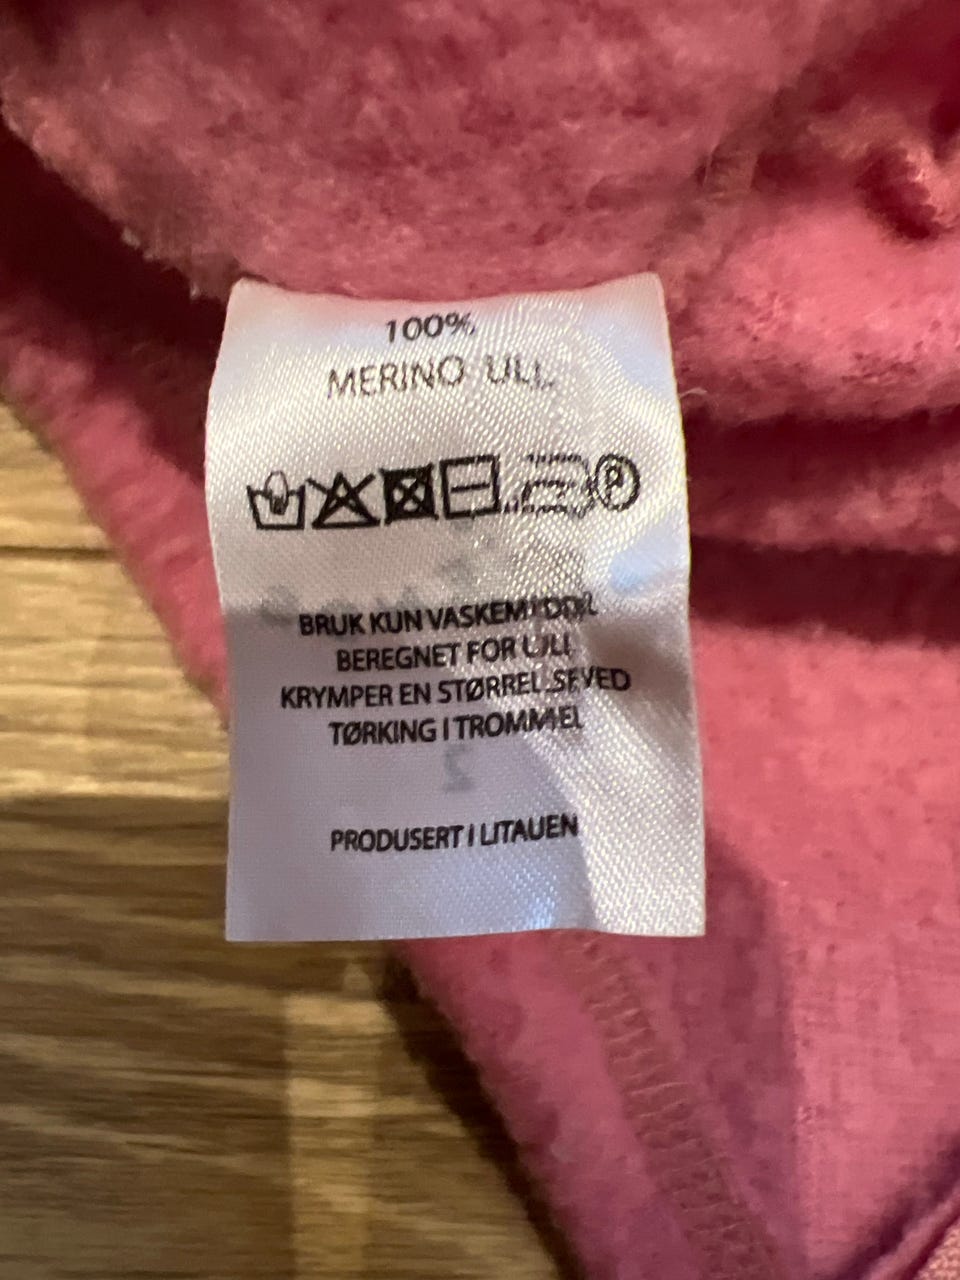 100%
MERINO ULL
P
BRUK KUN VASKEMIDDEL
BEREGNET FOR ULL
KRYMPER EN STØRRELSE VED
TØRKING I TROMMEL
PRODUSERT I LITAUEN